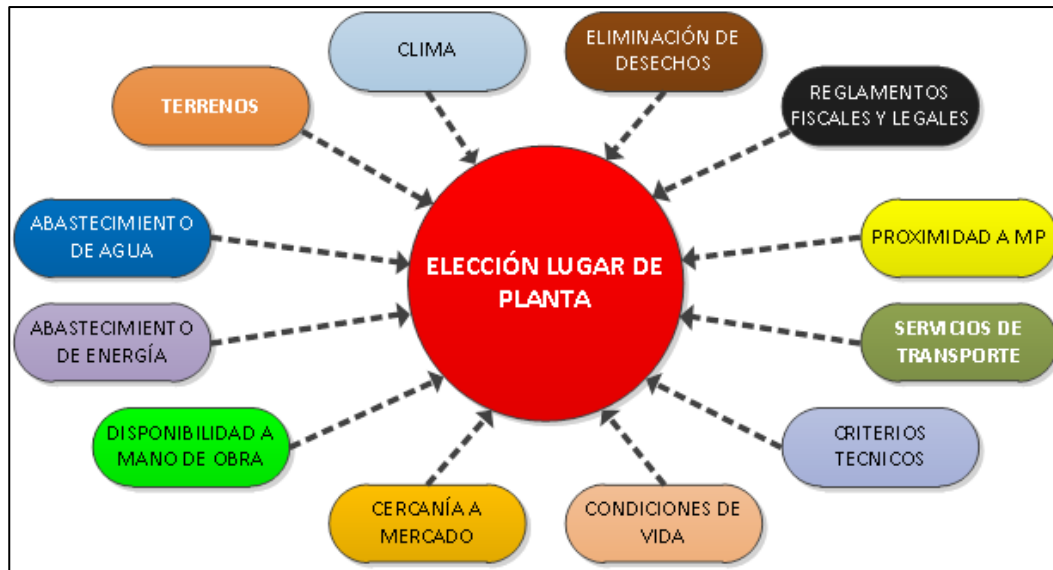 CLIMA
ELIMINACIÓN DE
DESECHOS
TERRENOS
REGLAMENTOS
FISCALES Y LEGALES
ABASTECIMIENTO
DE AGUA
ELECCIÓN LUGAR DE
PLANTA
PROXIMIDAD A MP
ABASTECIMIENTO
DE ENERGÍA
SERVICIOS DE
TRANSPORTE
DISPONIBILIDAD A
MANO DE OBRA
CRITERIOS
TECNICOS
CERCANÍA A
MERCADO
CONDICIONES DE
VIDA